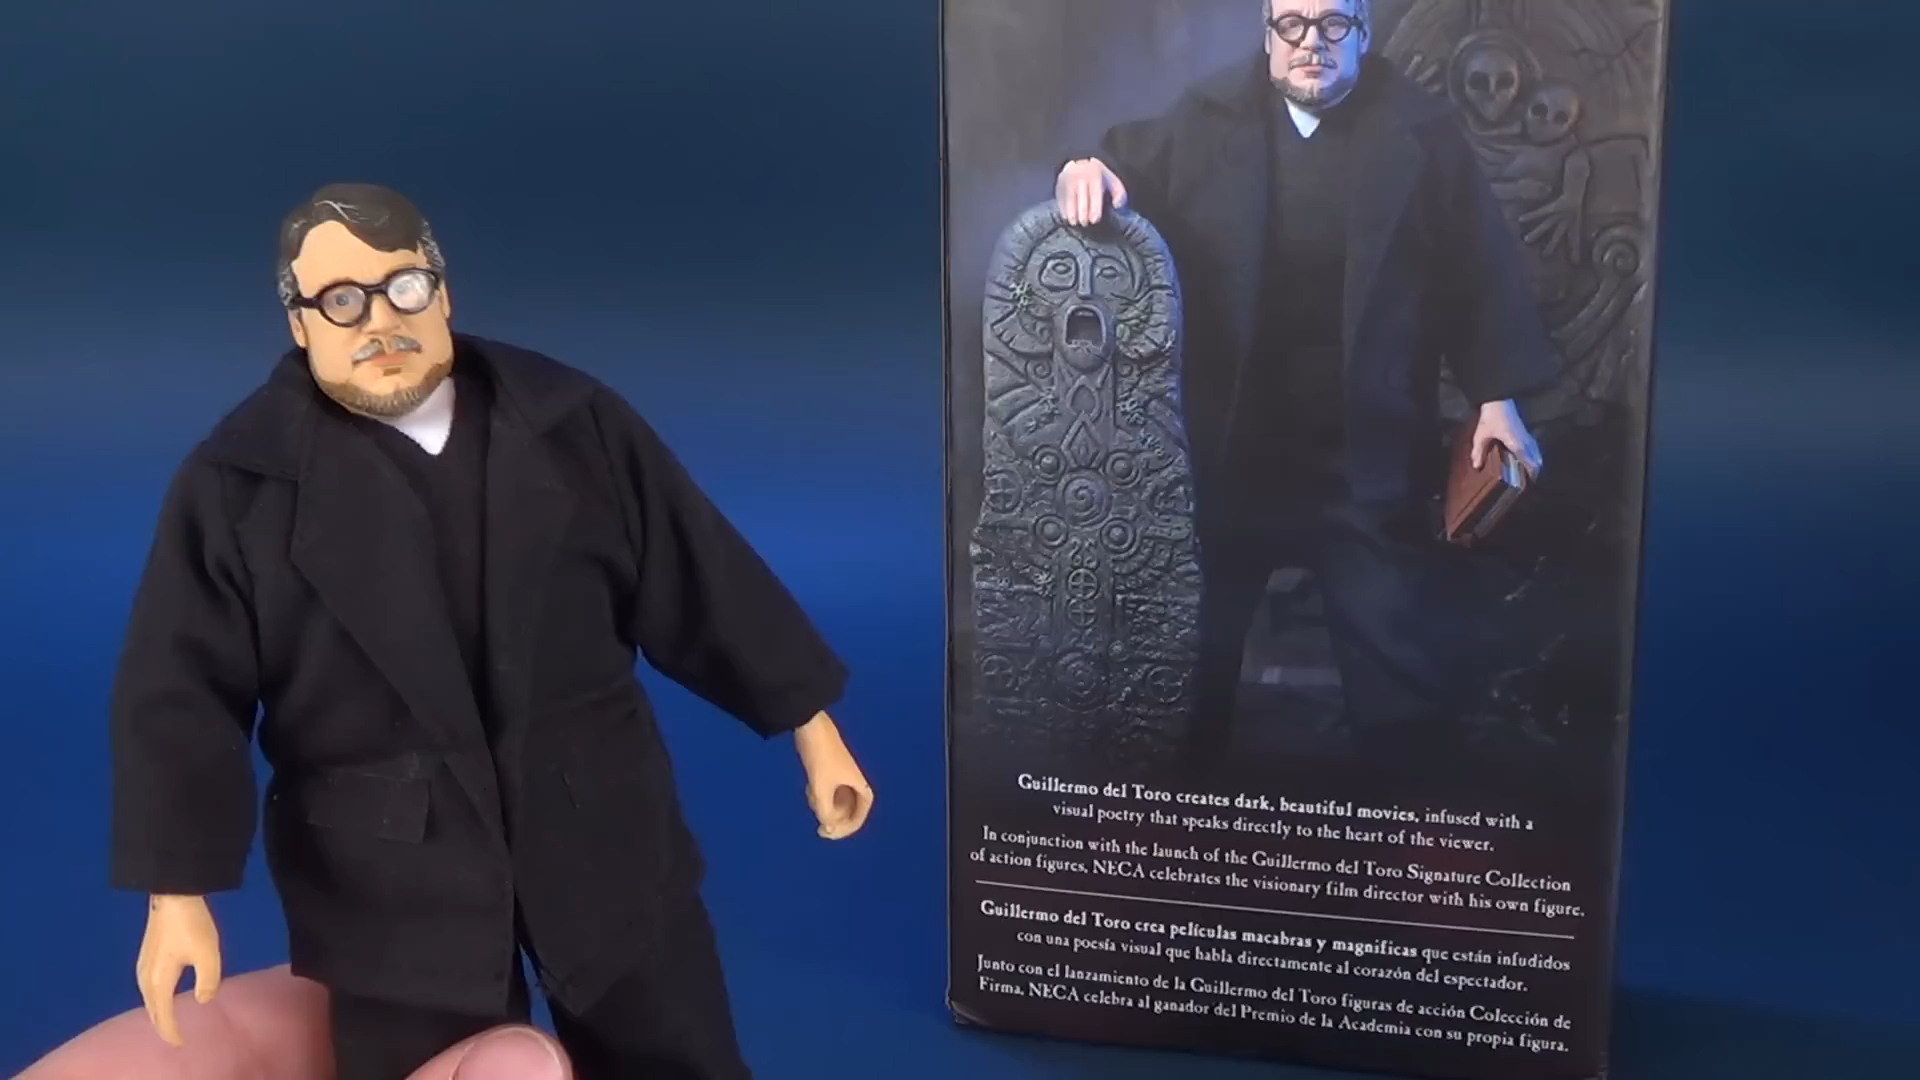 Guillermo del Toro creates dark, beautiful movies, infused with a
visual poetry that speaks directly to the heart of the viewer.
In conjunction with the launch of the Guillermo del Toro Signature Collection
of action figures, NECA celebrates the visionary film director with his own figure.
Guillermo del Toro crea películas macabras y magnificas que están infudidos
con una poesía visual que habla directamente al corazón del espectador.
Junto con el lanzamiento de la Guillermo del Toro figuras de acción Colección de
Firma, NECA celebra al ganador del Premio de la Academia con su propia figura.